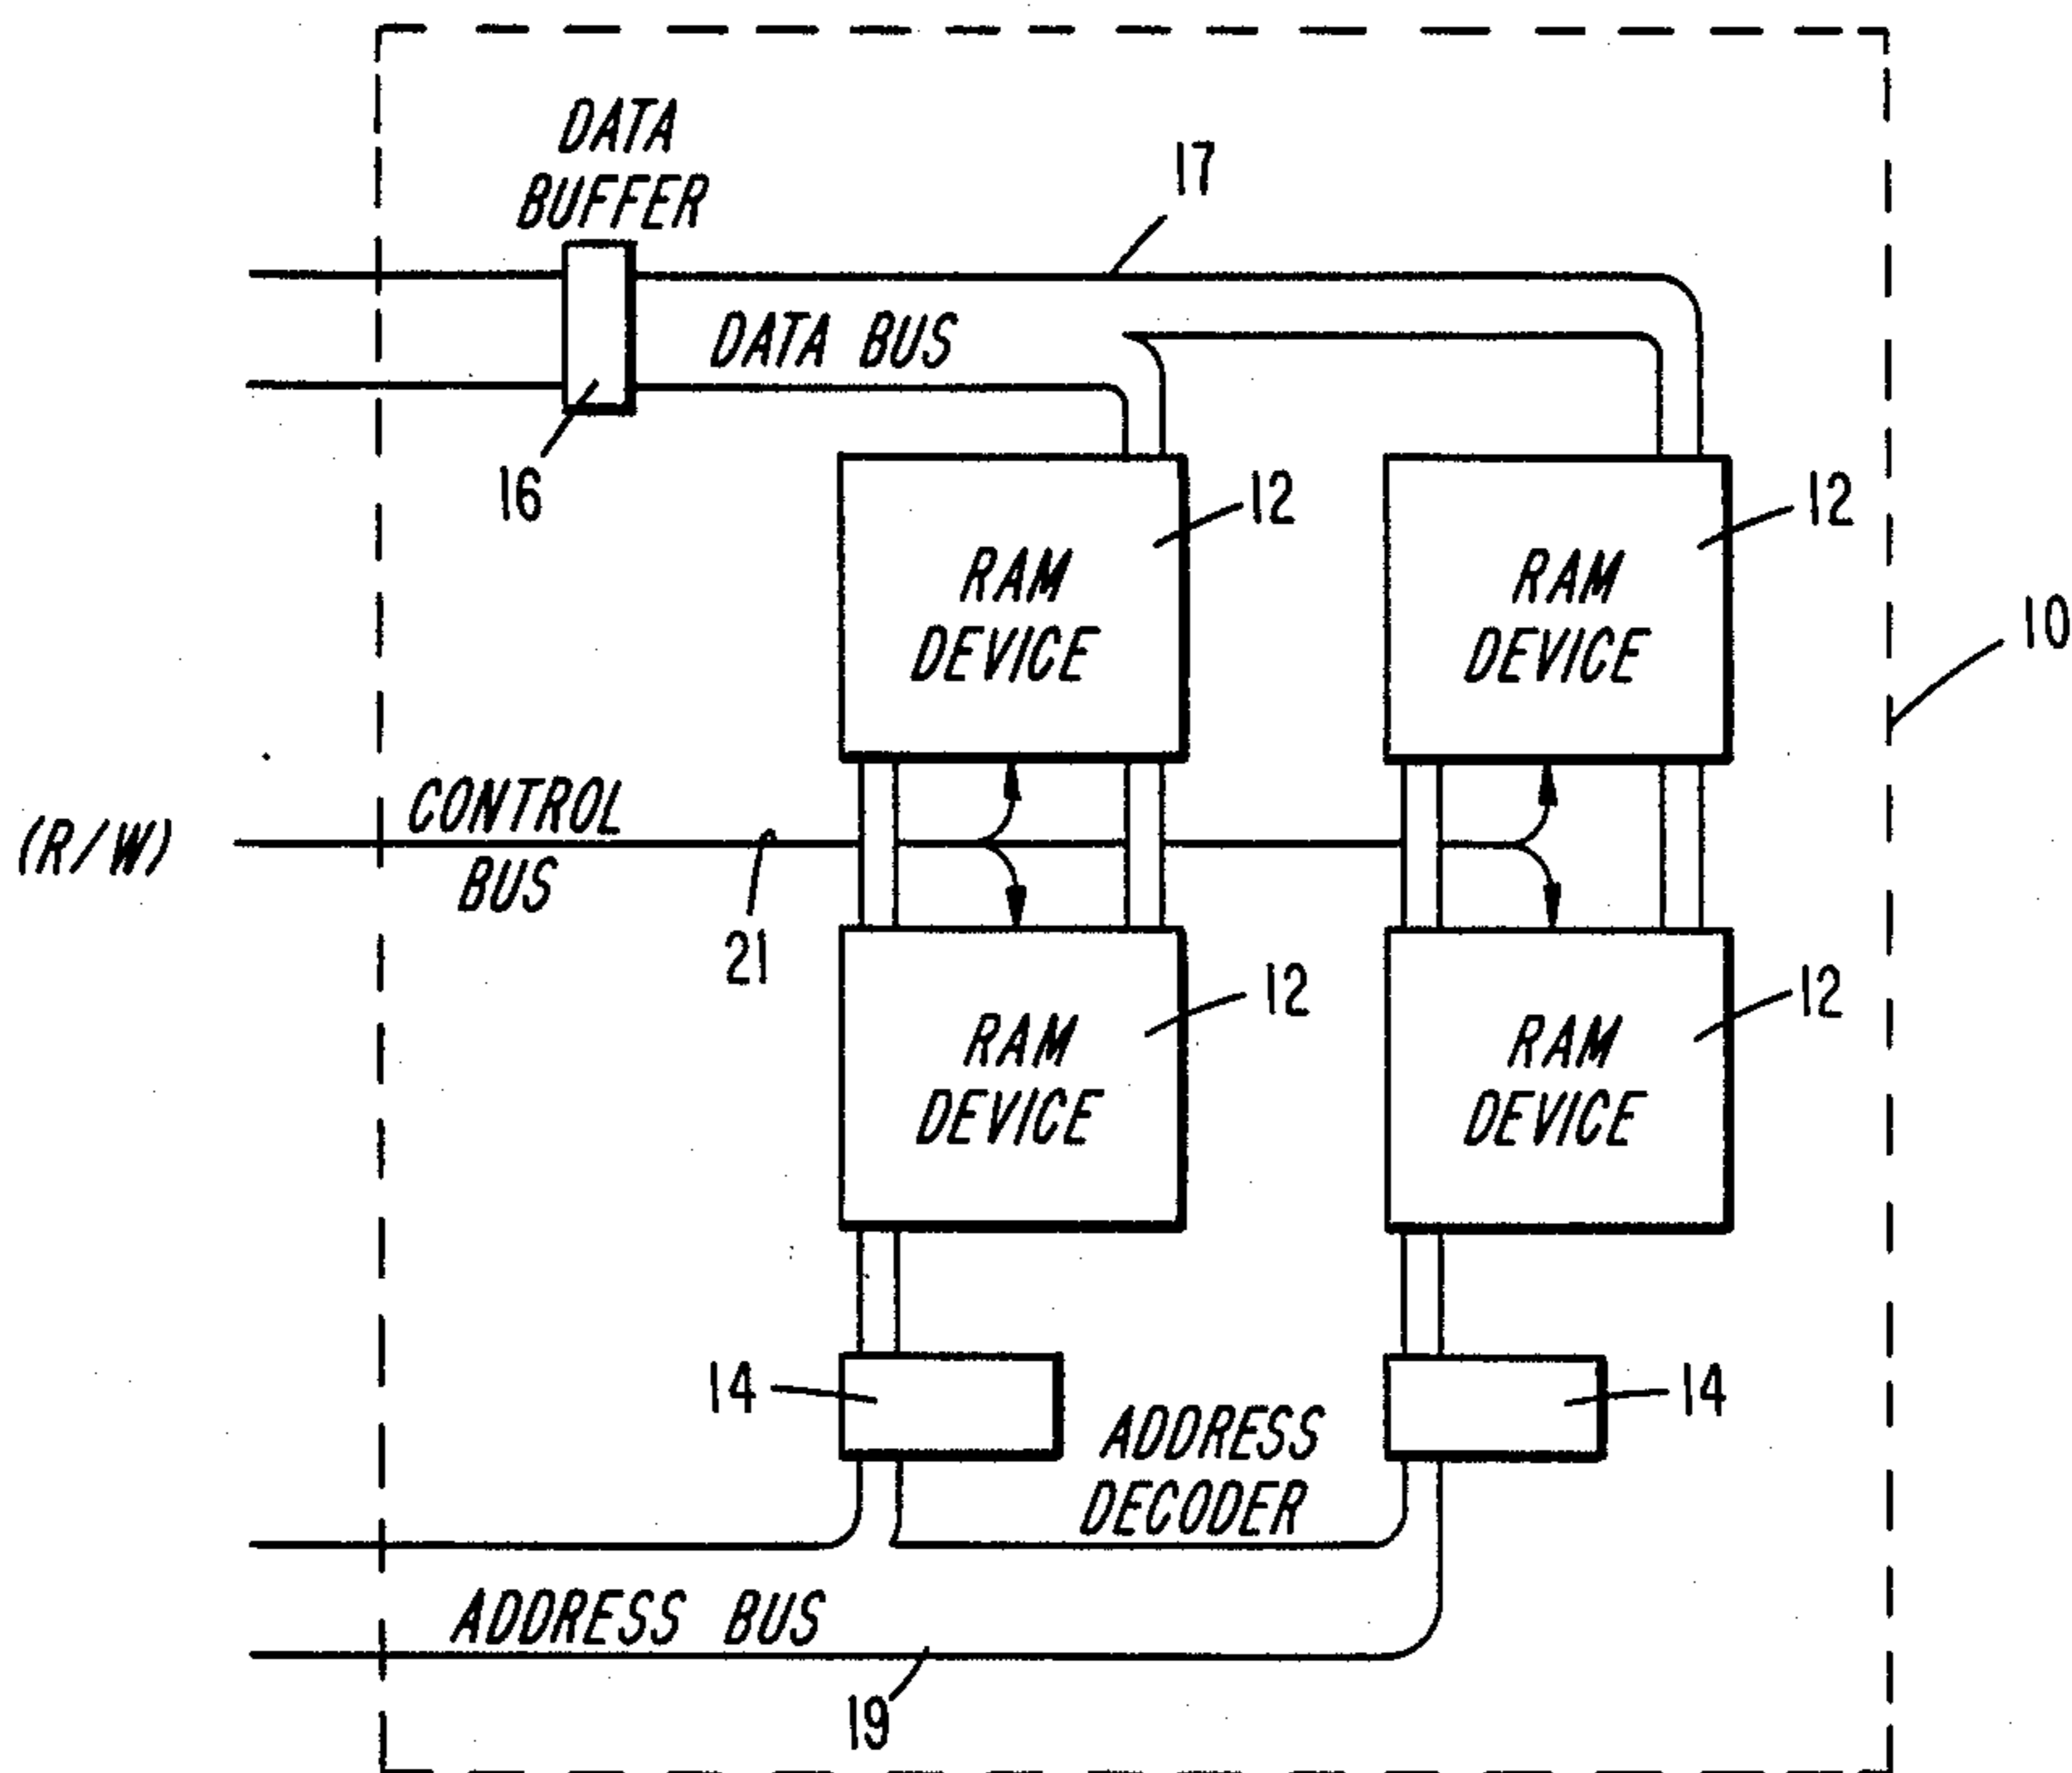 DATA
BUFFER
17
DATA BUS
16
12
12
RAM
DEVICE
RAM
DEVICE
10
CONTROL
BUS
(R/W)
21
12
12
RAM
DEVICE
RAM
DEVICE
14
14
ADDRESS
DECODER
ADDRESS BUS
19